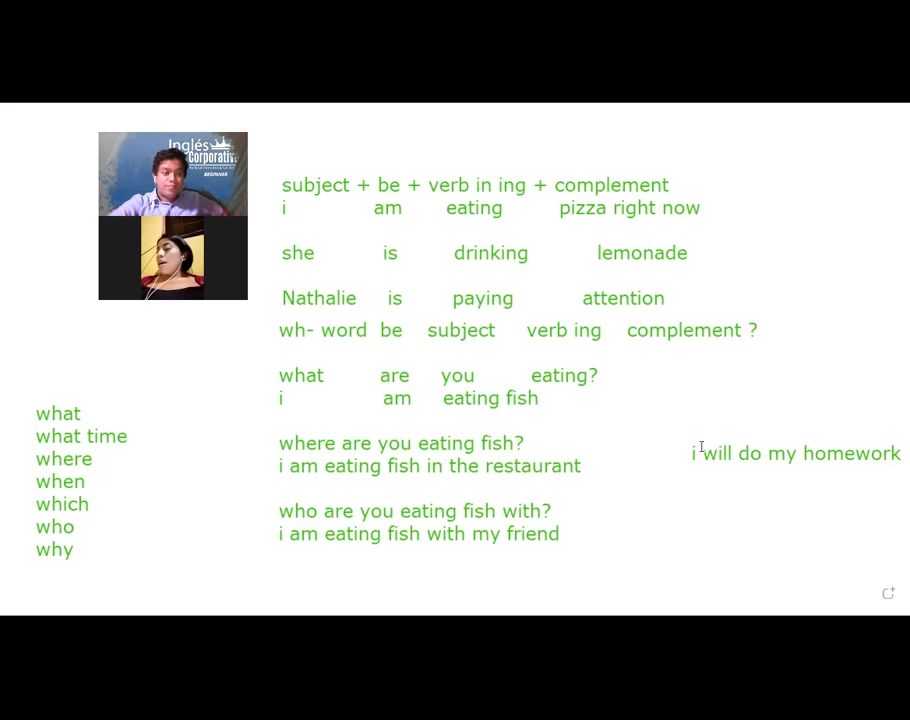 Inglés
Corporativo
BEGINNER
subject + be + verb in ing + complement
i am eating pizza right now
she is drinking lemonade
Nathalie is paying attention
wh- word be subject verb ing complement ?
what are you eating?
i am eating fish
where are you eating fish?
i am eating fish in the restaurant
who are you eating fish with?
i am eating fish with my friend
what
what time
where
when
which
who
why
i will do my homework